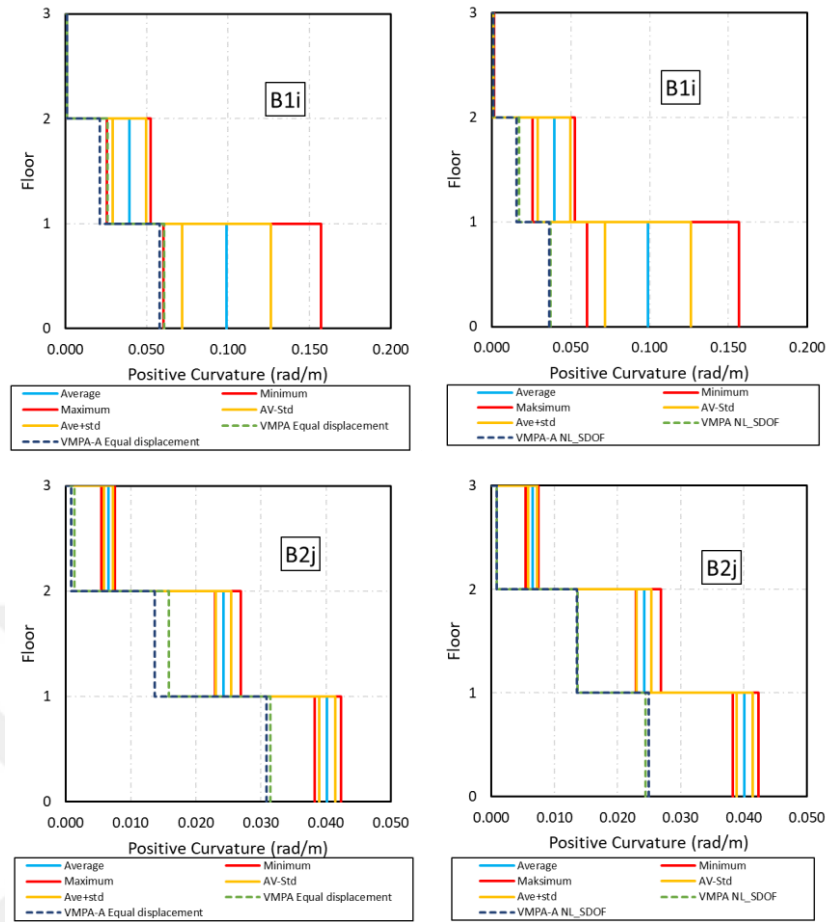 3
2
1
0
Floor
B1i
0.000 0.050 0.100 0.150 0.200
Positive Curvature (rad/m)
Average Minimum
Maximum AV-Std
Ave+std VMPA Equal displacement
VMPA-A Equal displacement
3
2
1
0
Floor
B1i
0.000 0.050 0.100 0.150 0.200
Positive Curvature (rad/m)
Average Minimum
Maksimum AV-Std
Ave+std VMPA NL_SDOF
VMPA-A NL_SDOF
3
2
1
0
Floor
B2j
0.000 0.010 0.020 0.030 0.040 0.050
Positive Curvature (rad/m)
Average Minimum
Maximum AV-Std
Ave+std VMPA Equal displacement
VMPA-A Equal displacement
3
2
1
0
Floor
B2j
0.000 0.010 0.020 0.030 0.040 0.050
Positive Curvature (rad/m)
Average Minimum
Maksimum AV-Std
Ave+std VMPA NL_SDOF
VMPA-A NL_SDOF